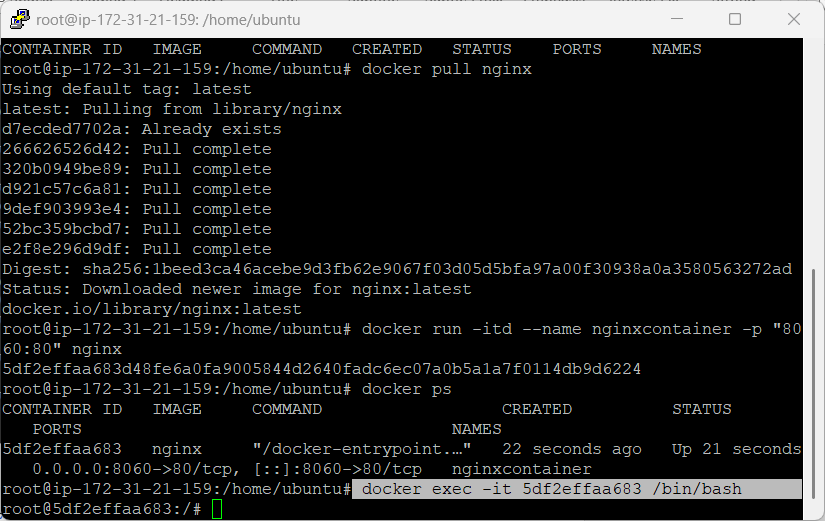 root@ip-172-31-21-159: /home/ubuntu
CONTAINER ID   IMAGE     COMMAND   CREATED   STATUS    PORTS     NAMES
root@ip-172-31-21-159:/home/ubuntu# docker pull nginx
Using default tag: latest
latest: Pulling from library/nginx
d7ecded7702a: Already exists
266626526d42: Pull complete
320b0949be89: Pull complete
d921c57c6a81: Pull complete
9def903993e4: Pull complete
52bc359bcbd7: Pull complete
e2f8e296d9df: Pull complete
Digest: sha256:1beed3ca46acebe9d3fb62e9067f03d05d5bfa97a00f30938a0a3580563272ad
Status: Downloaded newer image for nginx:latest
docker.io/library/nginx:latest
root@ip-172-31-21-159:/home/ubuntu# docker run -itd --name nginxcontainer -p "80
60:80" nginx
5df2effaa683d48fe6a0fa9005844d2640fadc6ec07a0b5a1a7f0114db9d6224
root@ip-172-31-21-159:/home/ubuntu# docker ps
CONTAINER ID   IMAGE     COMMAND                  CREATED          STATUS
   PORTS                                     NAMES
5df2effaa683   nginx     "/docker-entrypoint.…"   22 seconds ago   Up 21 seconds
   0.0.0.0:8060->80/tcp, [::]:8060->80/tcp   nginxcontainer
root@ip-172-31-21-159:/home/ubuntu# docker exec -it 5df2effaa683 /bin/bash
root@5df2effaa683:/#